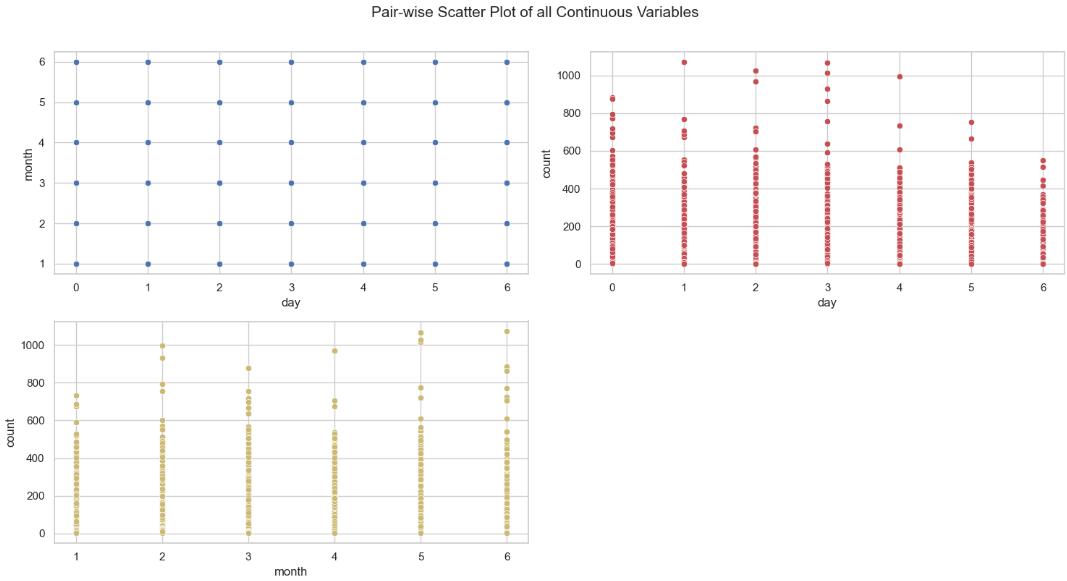 Pair-wise Scatter Plot of all Continuous Variables
6
5
4
3
2
1
month
0 1 2 3 4 5 6
day
1000
800
600
400
200
0
count
0 1 2 3 4 5 6
day
1000
800
600
400
200
0
count
1 2 3 4 5 6
month